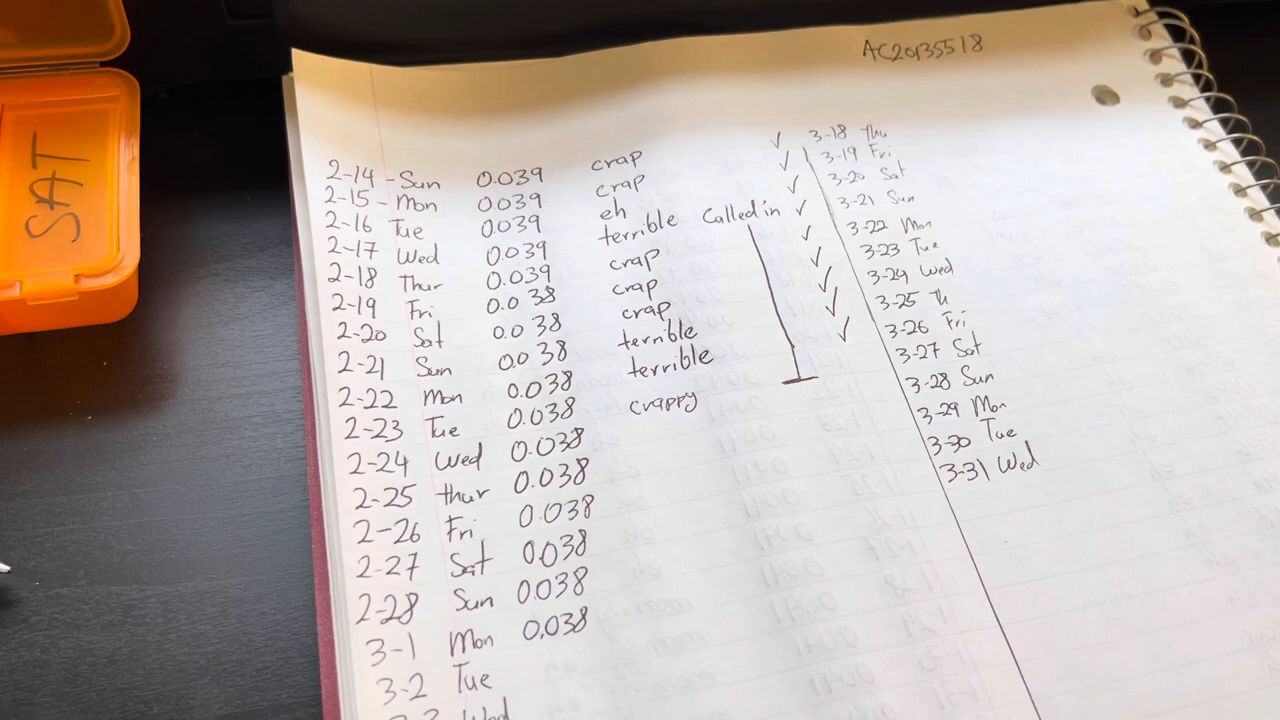 AC20135518
2-14 - Sun 0.039 crap ✓
2-15 - Mon 0.039 crap ✓
2-16 Tue 0.039 eh ✓
2-17 Wed 0.039 terrible Called in ✓
2-18 Thur 0.039 crap ✓
2-19 Fri 0.038 crap ✓
2-20 Sat 0.038 crap ✓
2-21 Sun 0.038 terrible ✓
2-22 Mon 0.038 terrible ✓
2-23 Tue 0.038 crappy
2-24 Wed 0.038
2-25 thur 0.038
2-26 Fri 0.038
2-27 Sat 0.038
2-28 Sun 0.038
3-1 Mon 0.038
3-2 Tue
Wed
3-18 Thu
3-19 Fri
3-20 Sat
3-21 Sun
3-22 Mon
3-23 Tue
3-24 Wed
3-25 Th
3-26 Fri
3-27 Sat
3-28 Sun
3-29 Mon
3-30 Tue
3-31 Wed
SAT